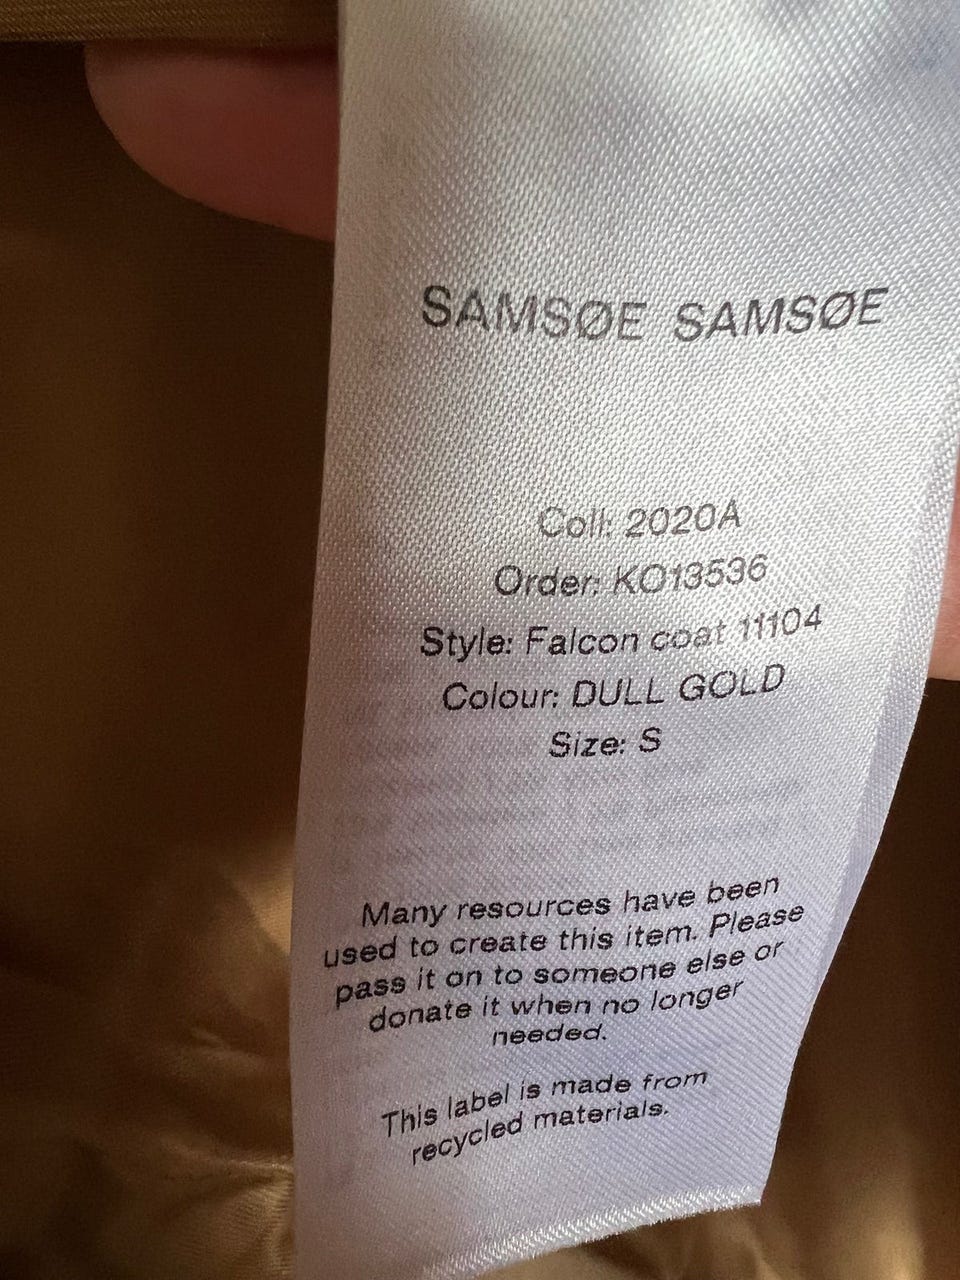 SAMSØE SAMSØE
Coll: 2020A
Order: KO13536
Style: Falcon coat 11104
Colour: DULL GOLD
Size: S
Many resources have been
used to create this item. Please
pass it on to someone else or
donate it when no longer
needed.
This label is made from
recycled materials.